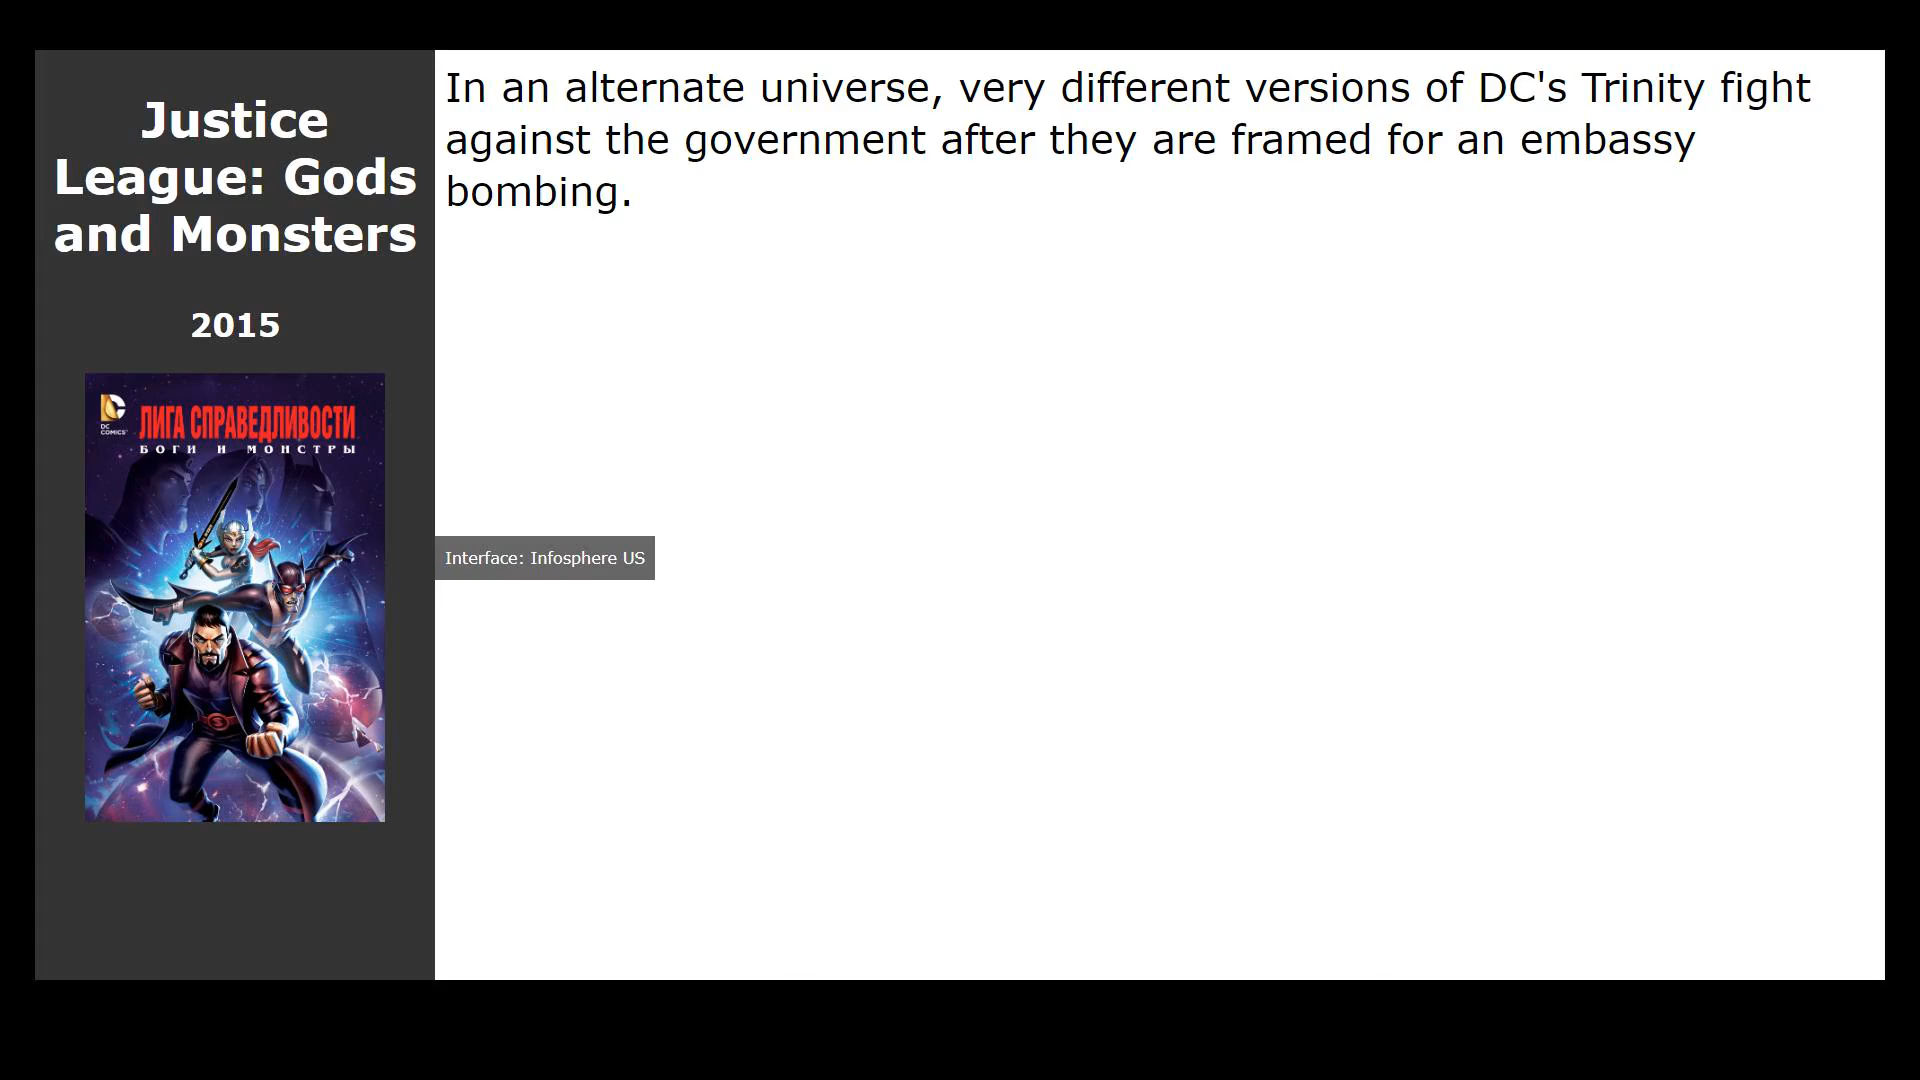 Justice
League: Gods
and Monsters
2015
DC
COMICS™
ЛИГА СПРАВЕДЛИВОСТИ
БОГИ И МОНСТРЫ
In an alternate universe, very different versions of DC's Trinity fight
against the government after they are framed for an embassy
bombing.
Interface: Infosphere US